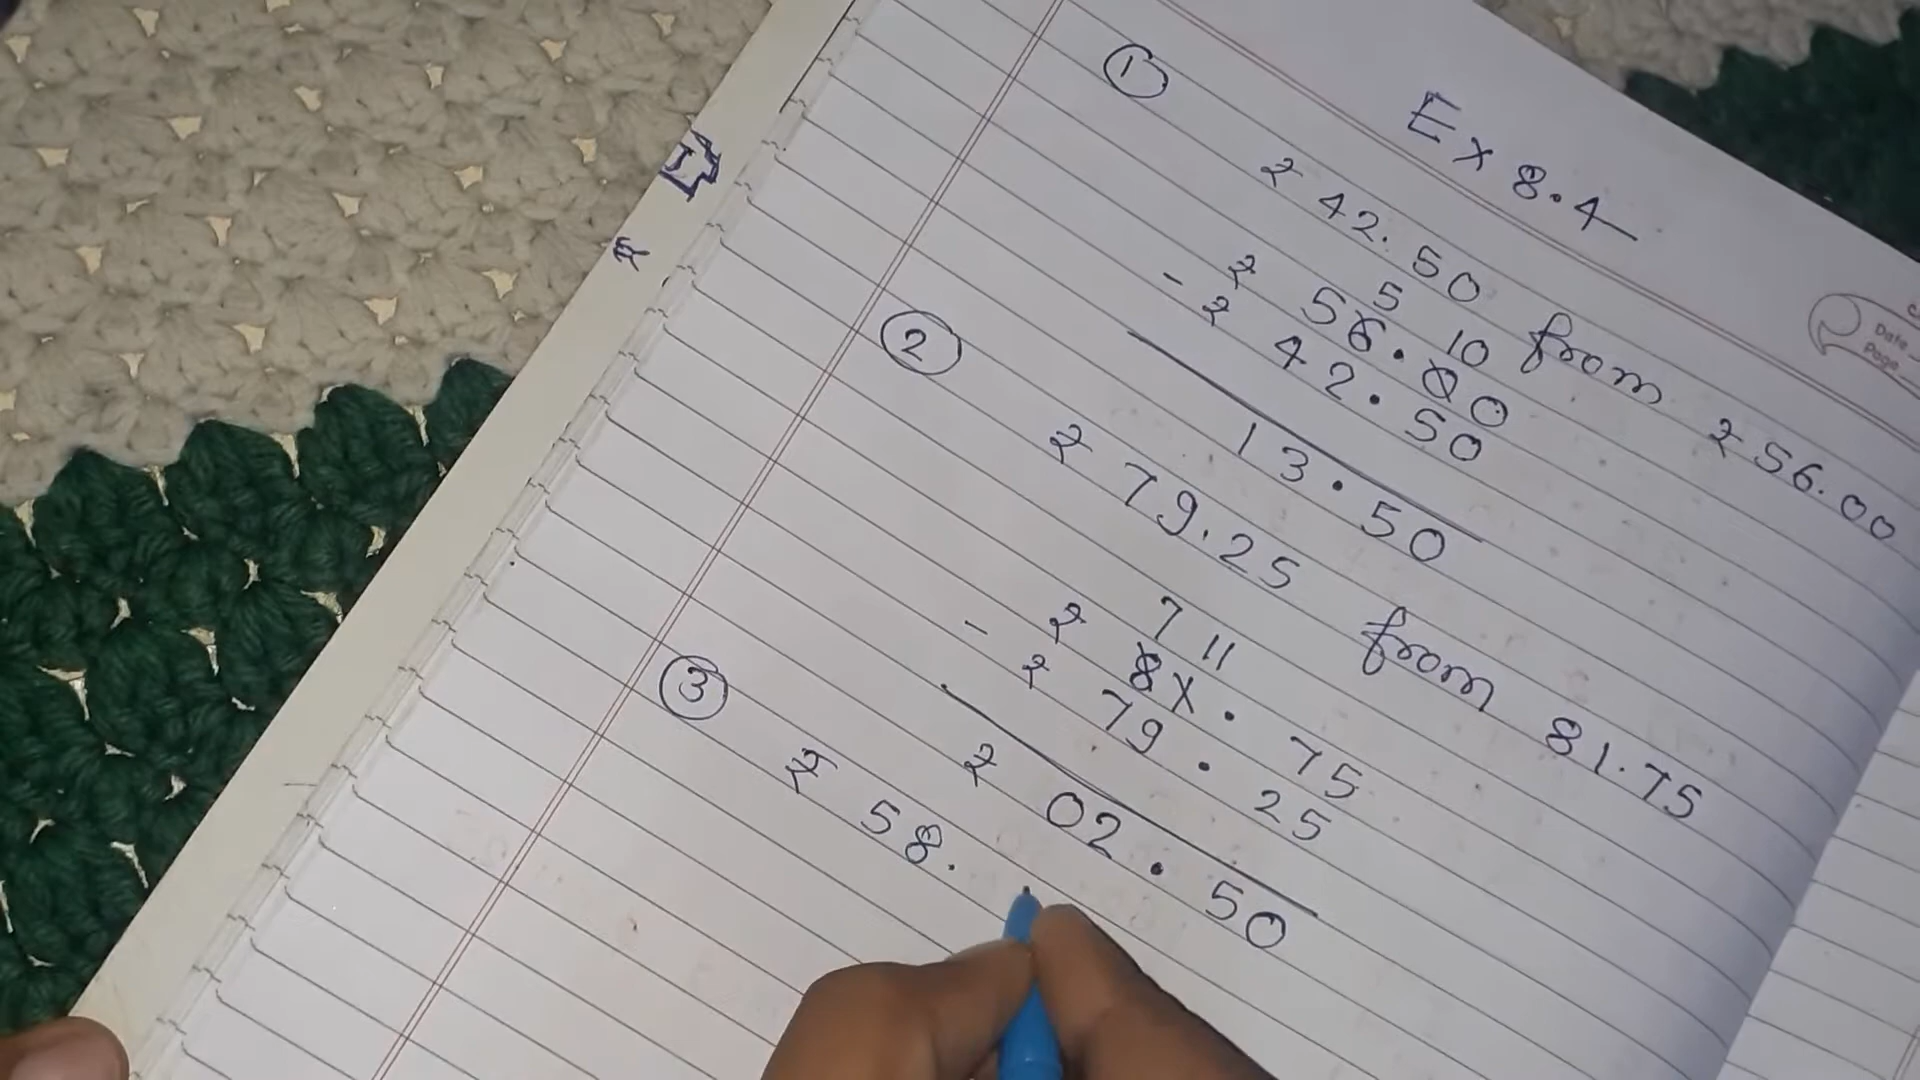 Ex 8.4
① ₹ 42.50 from ₹ 56.00
5 10
₹ 56.00
- ₹ 42.50
13.50
② ₹ 79.25 from 81.75
7 11
₹ 81.75
- ₹ 79.25
₹ 02.50
③ ₹ 58.
Date
Page